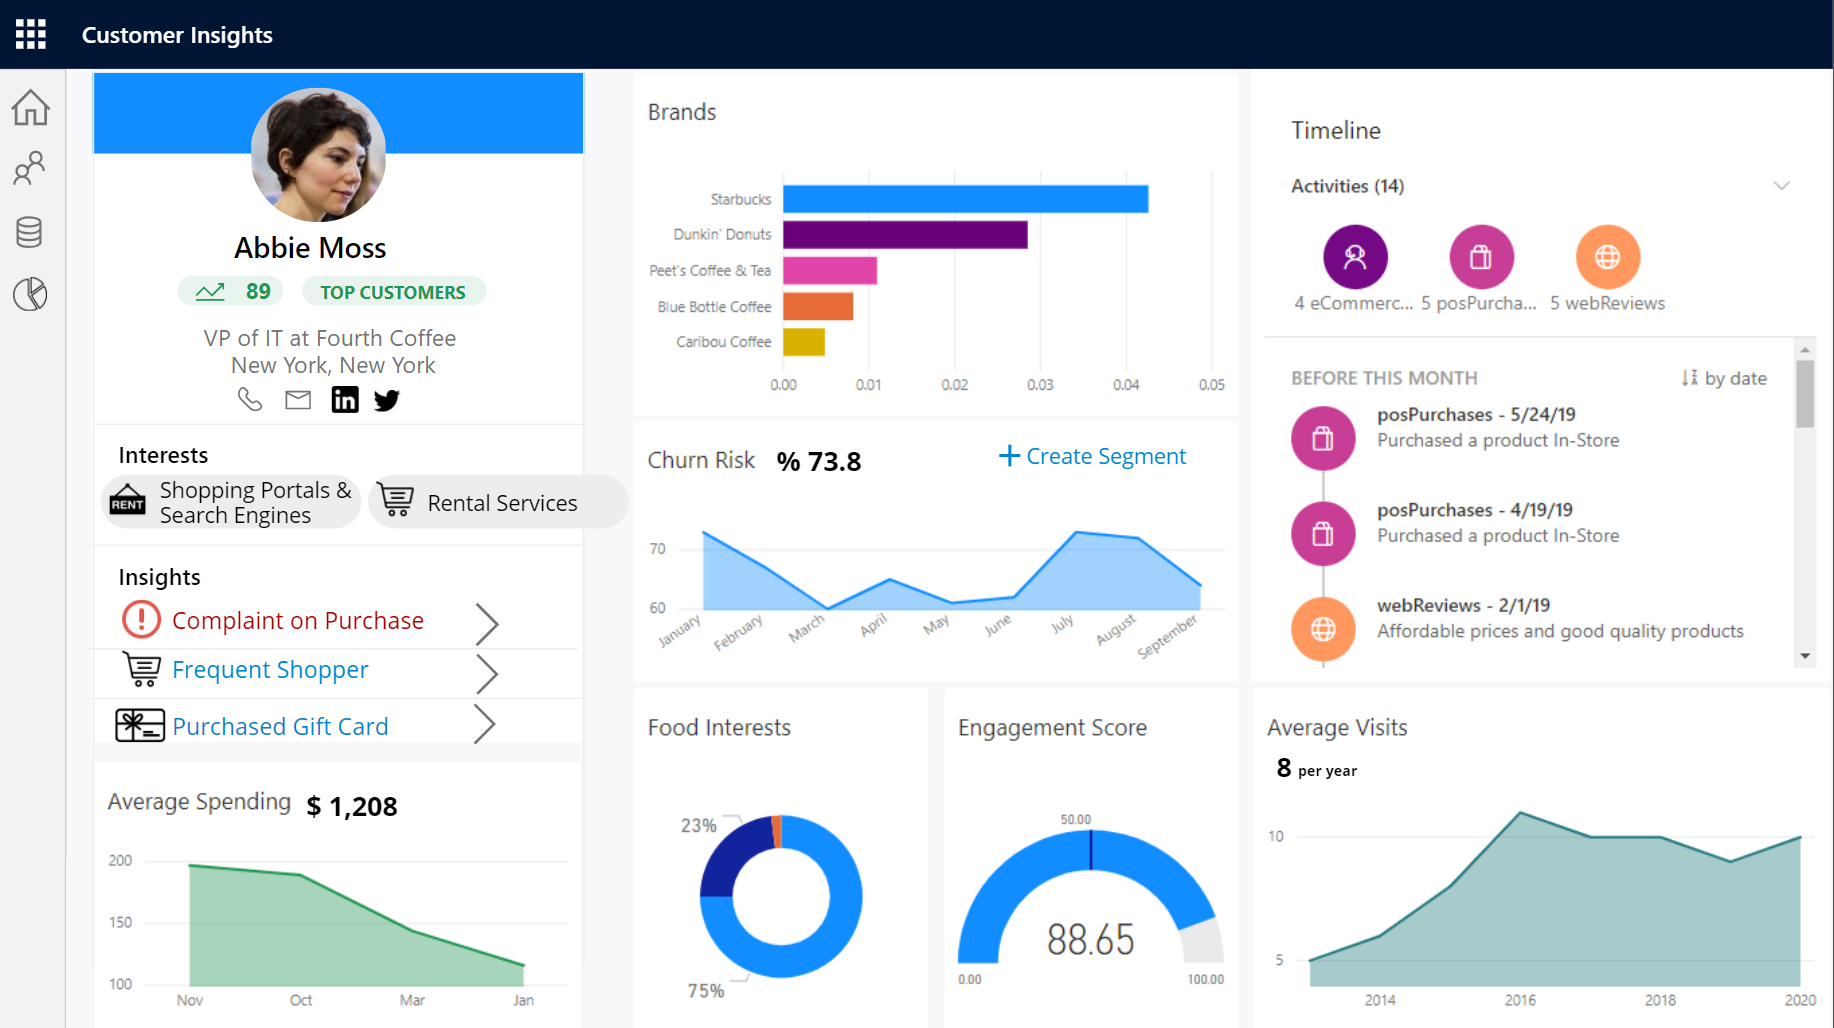 Customer Insights
Abbie Moss
89
TOP CUSTOMERS
VP of IT at Fourth Coffee
New York, New York
in
Interests
RENT
Shopping Portals &
Search Engines
Rental Services
Insights
Complaint on Purchase
Frequent Shopper
Purchased Gift Card
Average Spending $ 1,208
200
150
100
Nov Oct Mar Jan
Brands
Starbucks
Dunkin' Donuts
Peet's Coffee & Tea
Blue Bottle Coffee
Caribou Coffee
0.00 0.01 0.02 0.03 0.04 0.05
Churn Risk % 73.8
+ Create Segment
70
60
January February March April May June July August September
Food Interests
23%
75%
Engagement Score
50.00
88.65
0.00 100.00
Timeline
Activities (14)
4 eCommerc... 5 posPurcha... 5 webReviews
BEFORE THIS MONTH
by date
posPurchases - 5/24/19
Purchased a product In-Store
posPurchases - 4/19/19
Purchased a product In-Store
webReviews - 2/1/19
Affordable prices and good quality products
Average Visits
8 per year
10
5
2014 2016 2018 2020